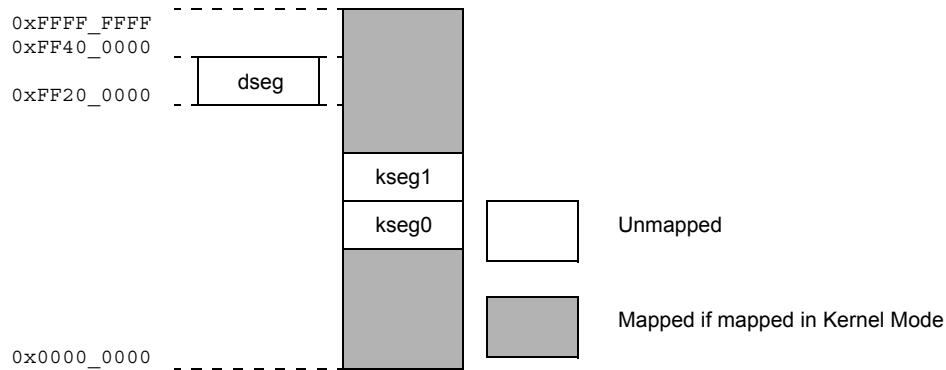 0xFFFF_FFFF
0xFF40_0000
dseg
0xFF20_0000
kseg1
kseg0
Unmapped
Mapped if mapped in Kernel Mode
0x0000_0000